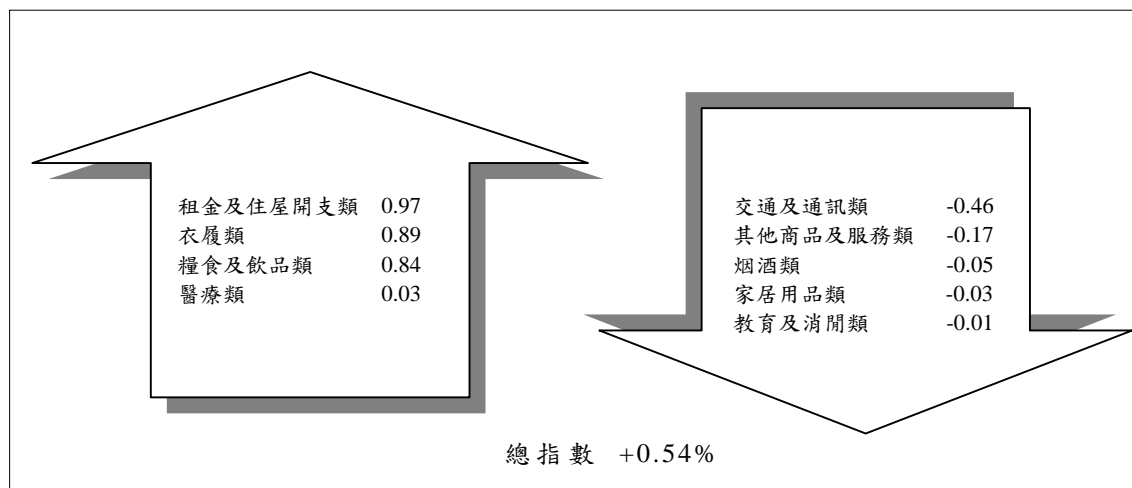 租金及住屋開支類 0.97
衣履類 0.89
糧食及飲品類 0.84
醫療類 0.03
交通及通訊類 -0.46
其他商品及服務類 -0.17
烟酒類 -0.05
家居用品類 -0.03
教育及消閒類 -0.01
總指數 +0.54%